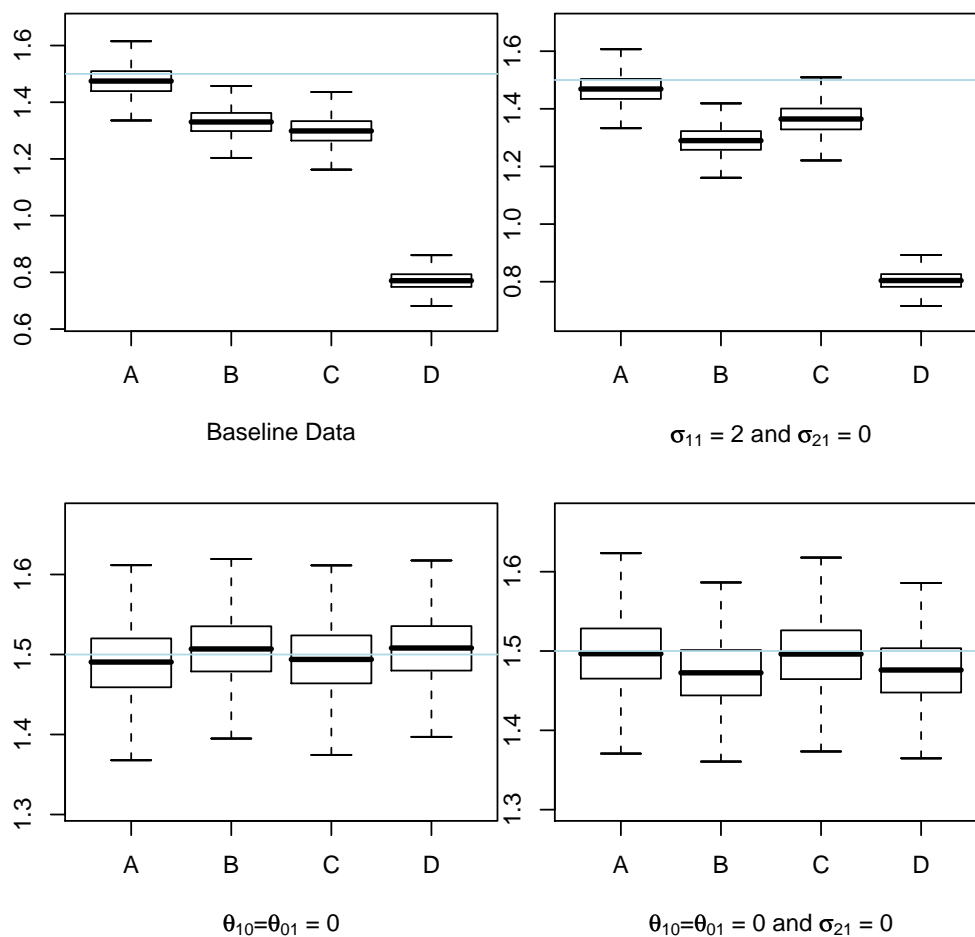 1.6
1.4
1.2
1.0
0.8
0.6
A B C D
Baseline Data
1.6
1.4
1.2
1.0
0.8
A B C D
σ11 = 2 and σ21 = 0
1.6
1.5
1.4
1.3
A B C D
θ10=θ01 = 0
1.6
1.5
1.4
1.3
A B C D
θ10=θ01 = 0 and σ21 = 0